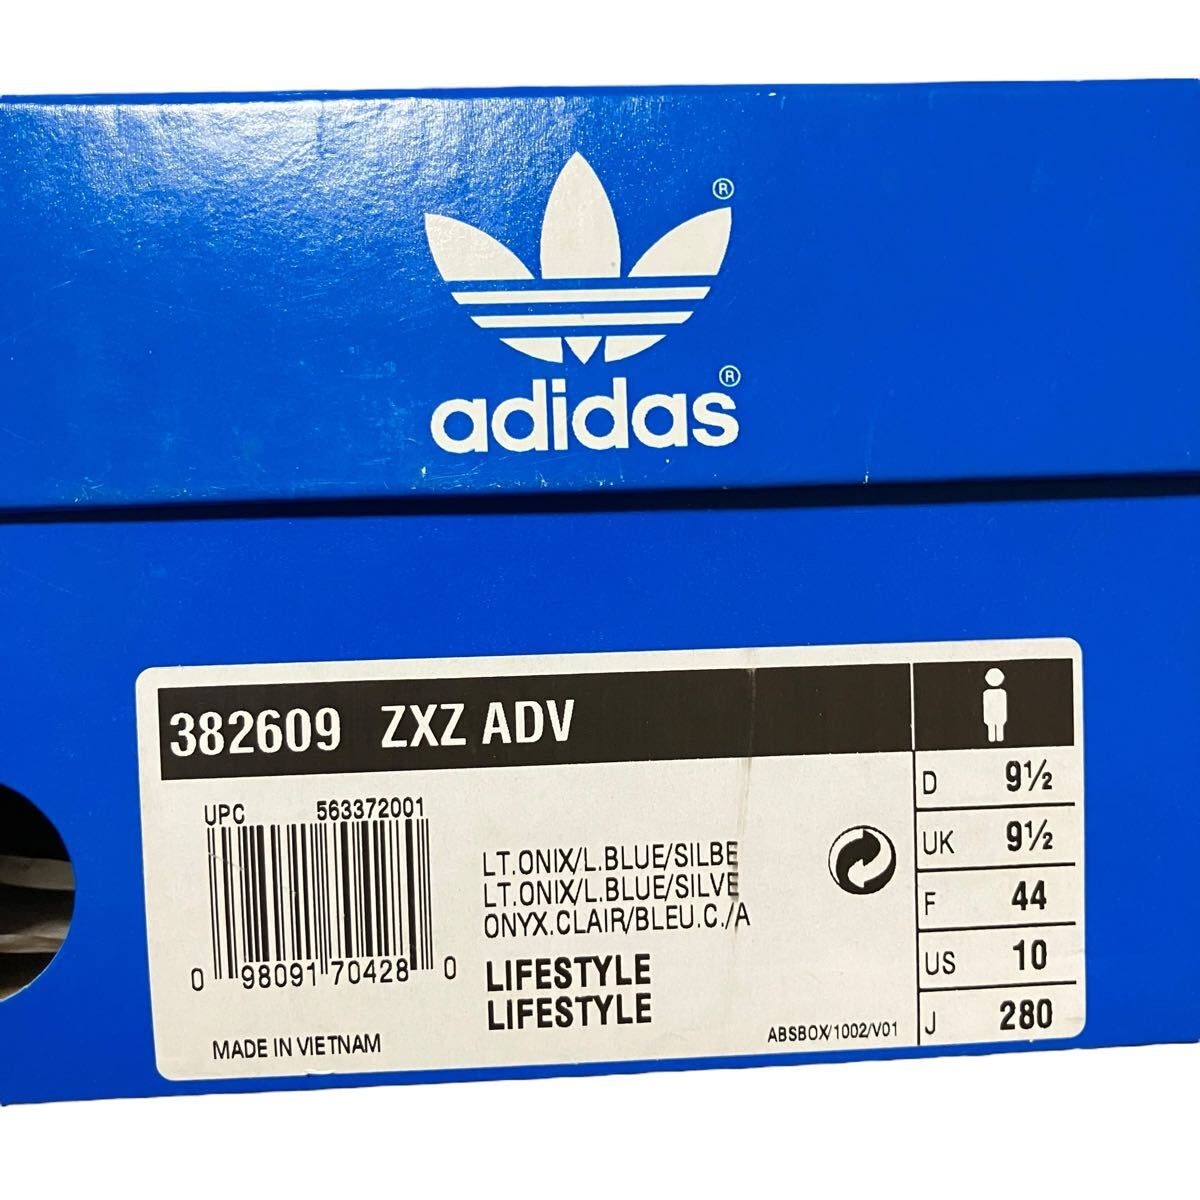 ®
adidas®
382609 ZXZ ADV
UPC 563372001
0 98091 70428 0
MADE IN VIETNAM
LT.ONIX/L.BLUE/SILBE
LT.ONIX/L.BLUE/SILVE
ONYX.CLAIR/BLEU.C./A
LIFESTYLE
LIFESTYLE
ABSBOX/1002/V01
D 9½
UK 9½
F 44
US 10
J 280